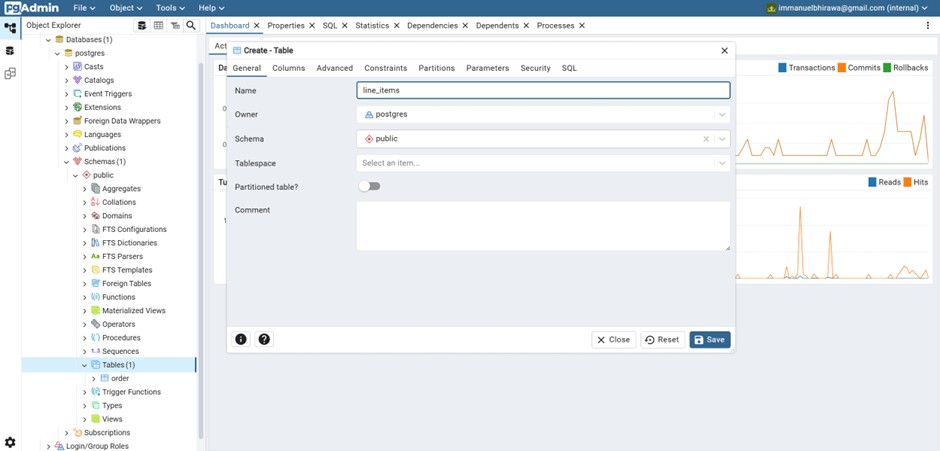 pgAdmin File Object Tools Help immanuelbhirawa@gmail.com (internal)
Object Explorer
Dashboard Properties SQL Statistics Dependencies Dependents Processes
Databases (1)
postgres
Casts
Catalogs
Event Triggers
Extensions
Foreign Data Wrappers
Languages
Publications
Schemas (1)
public
Aggregates
Collations
Domains
FTS Configurations
FTS Dictionaries
FTS Parsers
FTS Templates
Foreign Tables
Functions
Materialized Views
Operators
Procedures
Sequences
Tables (1)
order
Trigger Functions
Types
Views
Subscriptions
Login/Group Roles
Create - Table
General Columns Advanced Constraints Partitions Parameters Security SQL
Name line_items
Owner postgres
Schema public
Tablespace Select an item...
Partitioned table?
Comment
Close Reset Save
Transactions Commits Rollbacks
Reads Hits